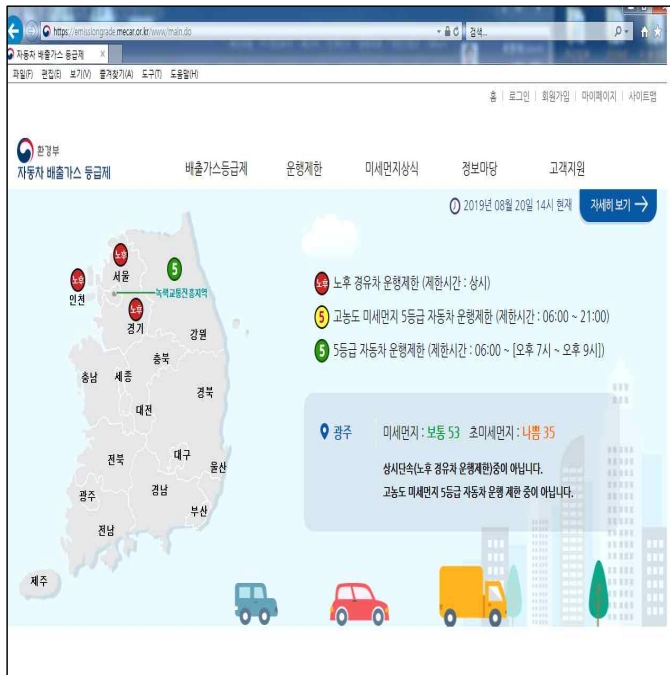 https://emissiongrade.mecar.or.kr/www/main.do
검색...
자동차 배출가스 등급제
파일(F) 편집(E) 보기(V) 즐겨찾기(A) 도구(T) 도움말(H)
홈 | 로그인 | 회원가입 | 마이페이지 | 사이트맵
환경부
자동차 배출가스 등급제
배출가스등급제 운행제한 미세먼지상식 정보마당 고객지원
2019년 08월 20일 14시 현재 자세히 보기 →
노후
서울
5
노후
인천
녹색교통진흥지역
노후
경기
강원
충북
충남
세종
경북
대전
전북
대구
울산
광주
경남
부산
전남
제주
노후 노후 경유차 운행제한 (제한시간 : 상시)
5 고농도 미세먼지 5등급 자동차 운행제한 (제한시간 : 06:00 ~ 21:00)
5 5등급 자동차 운행제한 (제한시간 : 06:00 ~ [오후 7시 ~ 오후 9시])
광주 미세먼지 : 보통 53 초미세먼지 : 나쁨 35
상시단속(노후 경유차 운행제한)중이 아닙니다.
고농도 미세먼지 5등급 자동차 운행 제한 중이 아닙니다.